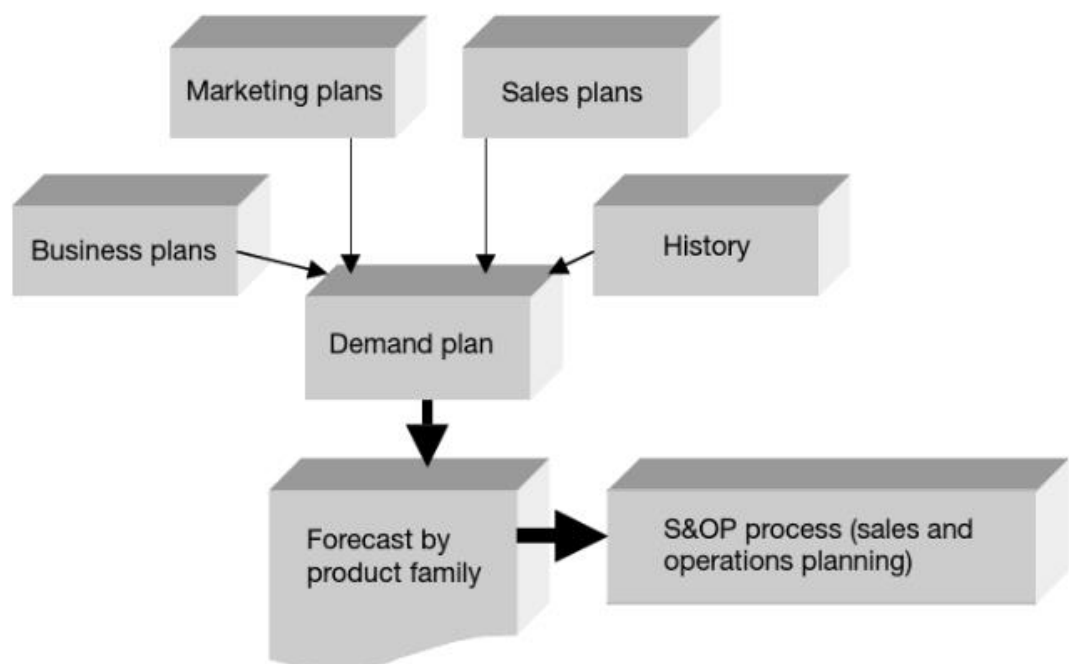 Marketing plans
Sales plans
Business plans
History
Demand plan
Forecast by
product family
S&OP process (sales and
operations planning)